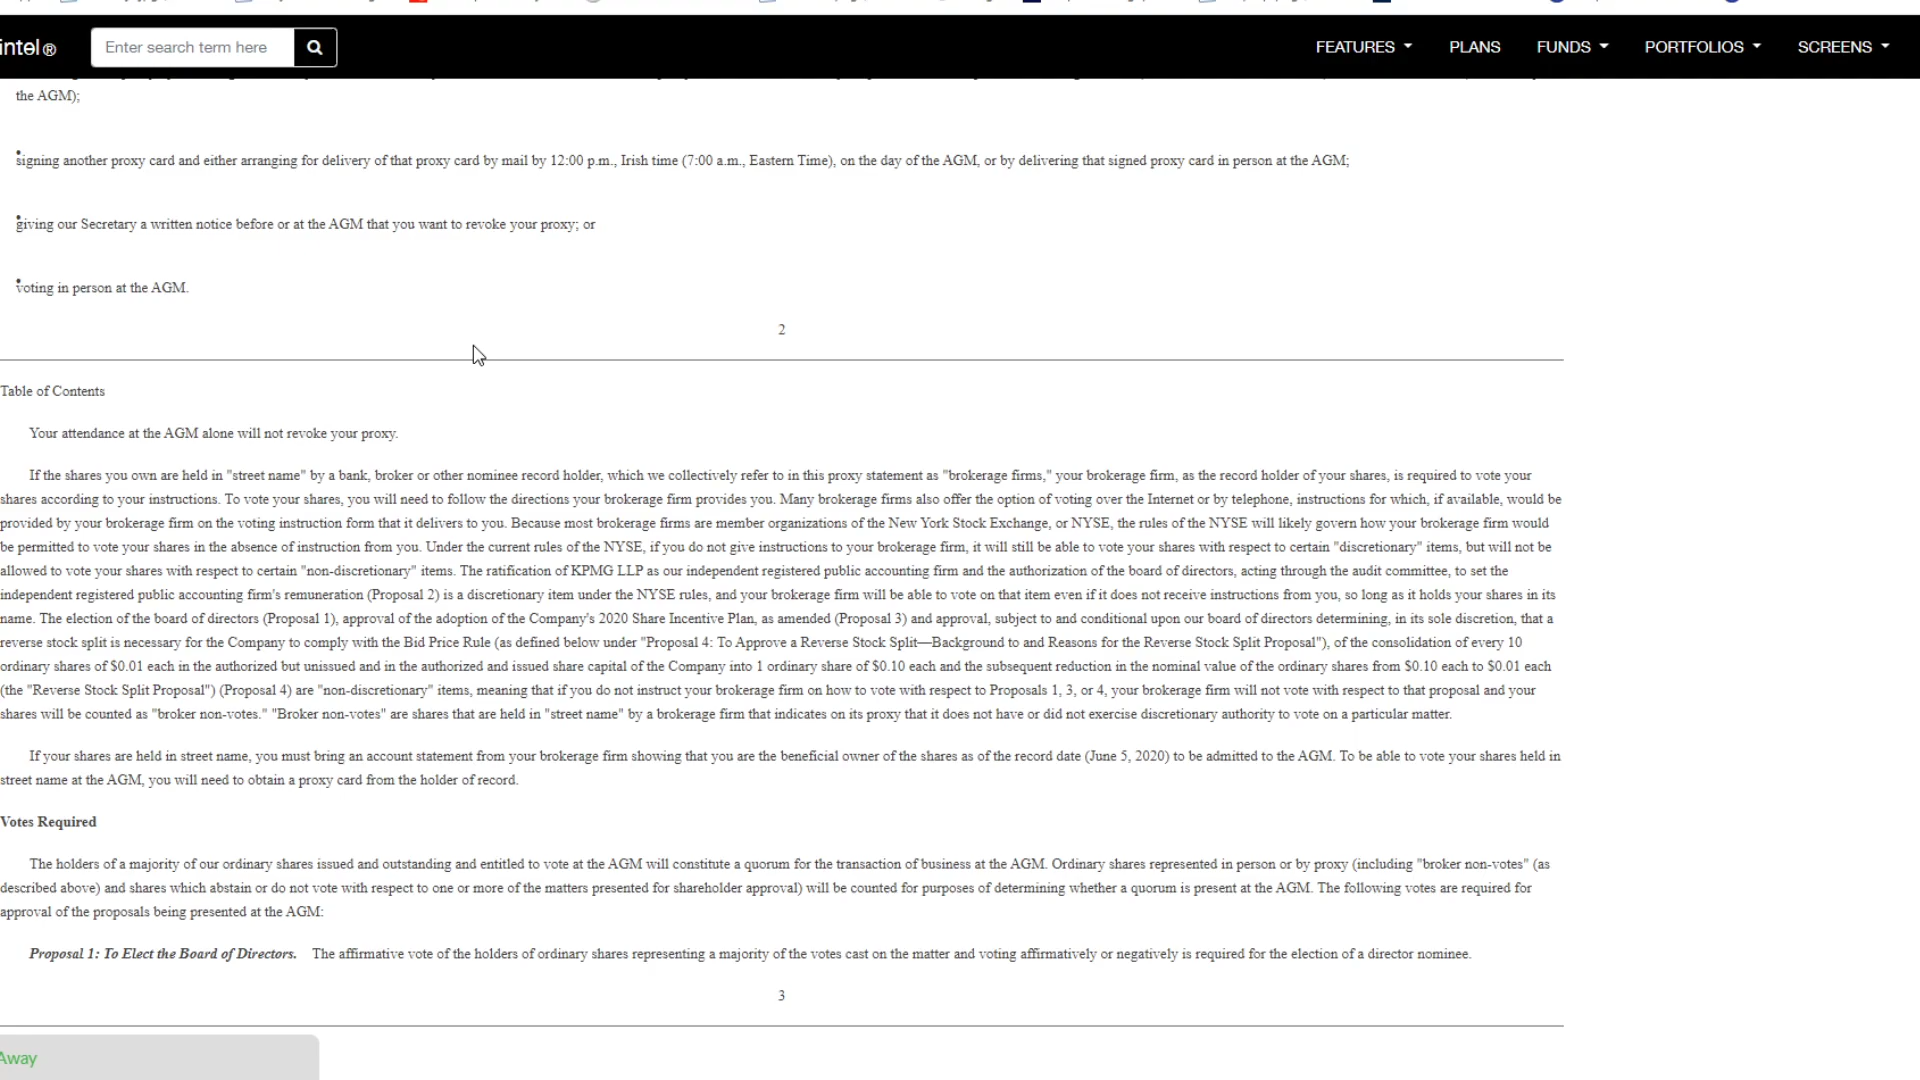 intel®
Enter search term here
FEATURES
PLANS
FUNDS
PORTFOLIOS
SCREENS
the AGM);
• signing another proxy card and either arranging for delivery of that proxy card by mail by 12:00 p.m., Irish time (7:00 a.m., Eastern Time), on the day of the AGM, or by delivering that signed proxy card in person at the AGM;
• giving our Secretary a written notice before or at the AGM that you want to revoke your proxy; or
• voting in person at the AGM.
2
Table of Contents
Your attendance at the AGM alone will not revoke your proxy.
If the shares you own are held in "street name" by a bank, broker or other nominee record holder, which we collectively refer to in this proxy statement as "brokerage firms," your brokerage firm, as the record holder of your shares, is required to vote your
shares according to your instructions. To vote your shares, you will need to follow the directions your brokerage firm provides you. Many brokerage firms also offer the option of voting over the Internet or by telephone, instructions for which, if available, would be
provided by your brokerage firm on the voting instruction form that it delivers to you. Because most brokerage firms are member organizations of the New York Stock Exchange, or NYSE, the rules of the NYSE will likely govern how your brokerage firm would
be permitted to vote your shares in the absence of instruction from you. Under the current rules of the NYSE, if you do not give instructions to your brokerage firm, it will still be able to vote your shares with respect to certain "discretionary" items, but will not be
allowed to vote your shares with respect to certain "non-discretionary" items. The ratification of KPMG LLP as our independent registered public accounting firm and the authorization of the board of directors, acting through the audit committee, to set the
independent registered public accounting firm's remuneration (Proposal 2) is a discretionary item under the NYSE rules, and your brokerage firm will be able to vote on that item even if it does not receive instructions from you, so long as it holds your shares in its
name. The election of the board of directors (Proposal 1), approval of the adoption of the Company's 2020 Share Incentive Plan, as amended (Proposal 3) and approval, subject to and conditional upon our board of directors determining, in its sole discretion, that a
reverse stock split is necessary for the Company to comply with the Bid Price Rule (as defined below under "Proposal 4: To Approve a Reverse Stock Split—Background to and Reasons for the Reverse Stock Split Proposal"), of the consolidation of every 10
ordinary shares of $0.01 each in the authorized but unissued and in the authorized and issued share capital of the Company into 1 ordinary share of $0.10 each and the subsequent reduction in the nominal value of the ordinary shares from $0.10 each to $0.01 each
(the "Reverse Stock Split Proposal") (Proposal 4) are "non-discretionary" items, meaning that if you do not instruct your brokerage firm on how to vote with respect to Proposals 1, 3, or 4, your brokerage firm will not vote with respect to that proposal and your
shares will be counted as "broker non-votes." "Broker non-votes" are shares that are held in "street name" by a brokerage firm that indicates on its proxy that it does not have or did not exercise discretionary authority to vote on a particular matter.
If your shares are held in street name, you must bring an account statement from your brokerage firm showing that you are the beneficial owner of the shares as of the record date (June 5, 2020) to be admitted to the AGM. To be able to vote your shares held in
street name at the AGM, you will need to obtain a proxy card from the holder of record.
Votes Required
The holders of a majority of our ordinary shares issued and outstanding and entitled to vote at the AGM will constitute a quorum for the transaction of business at the AGM. Ordinary shares represented in person or by proxy (including "broker non-votes" (as
described above) and shares which abstain or do not vote with respect to one or more of the matters presented for shareholder approval) will be counted for purposes of determining whether a quorum is present at the AGM. The following votes are required for
approval of the proposals being presented at the AGM:
Proposal 1: To Elect the Board of Directors. The affirmative vote of the holders of ordinary shares representing a majority of the votes cast on the matter and voting affirmatively or negatively is required for the election of a director nominee.
3
Away